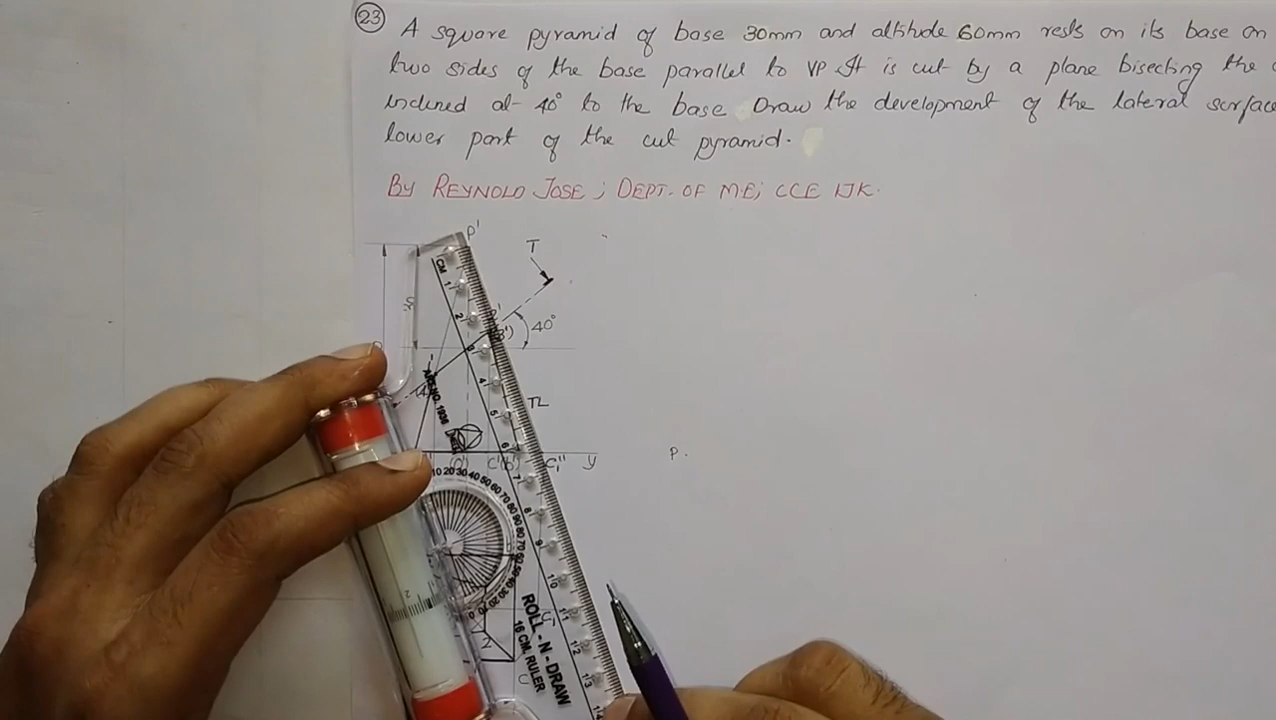 23 A square pyramid of base 30mm and altitude 60mm rests on its base on
two sides of the base parallel to VP. It is cut by a plane bisecting the
inclined at 40° to the base. Draw the development of the lateral surface
lower part of the cut pyramid.
By REYNOLD JOSE ; DEPT. OF ME; CCE IJK.
P'
T
CM
40°
TL
C'(b') C₁" y
P.
ROLL-N-DRAW
16 CM. RULER